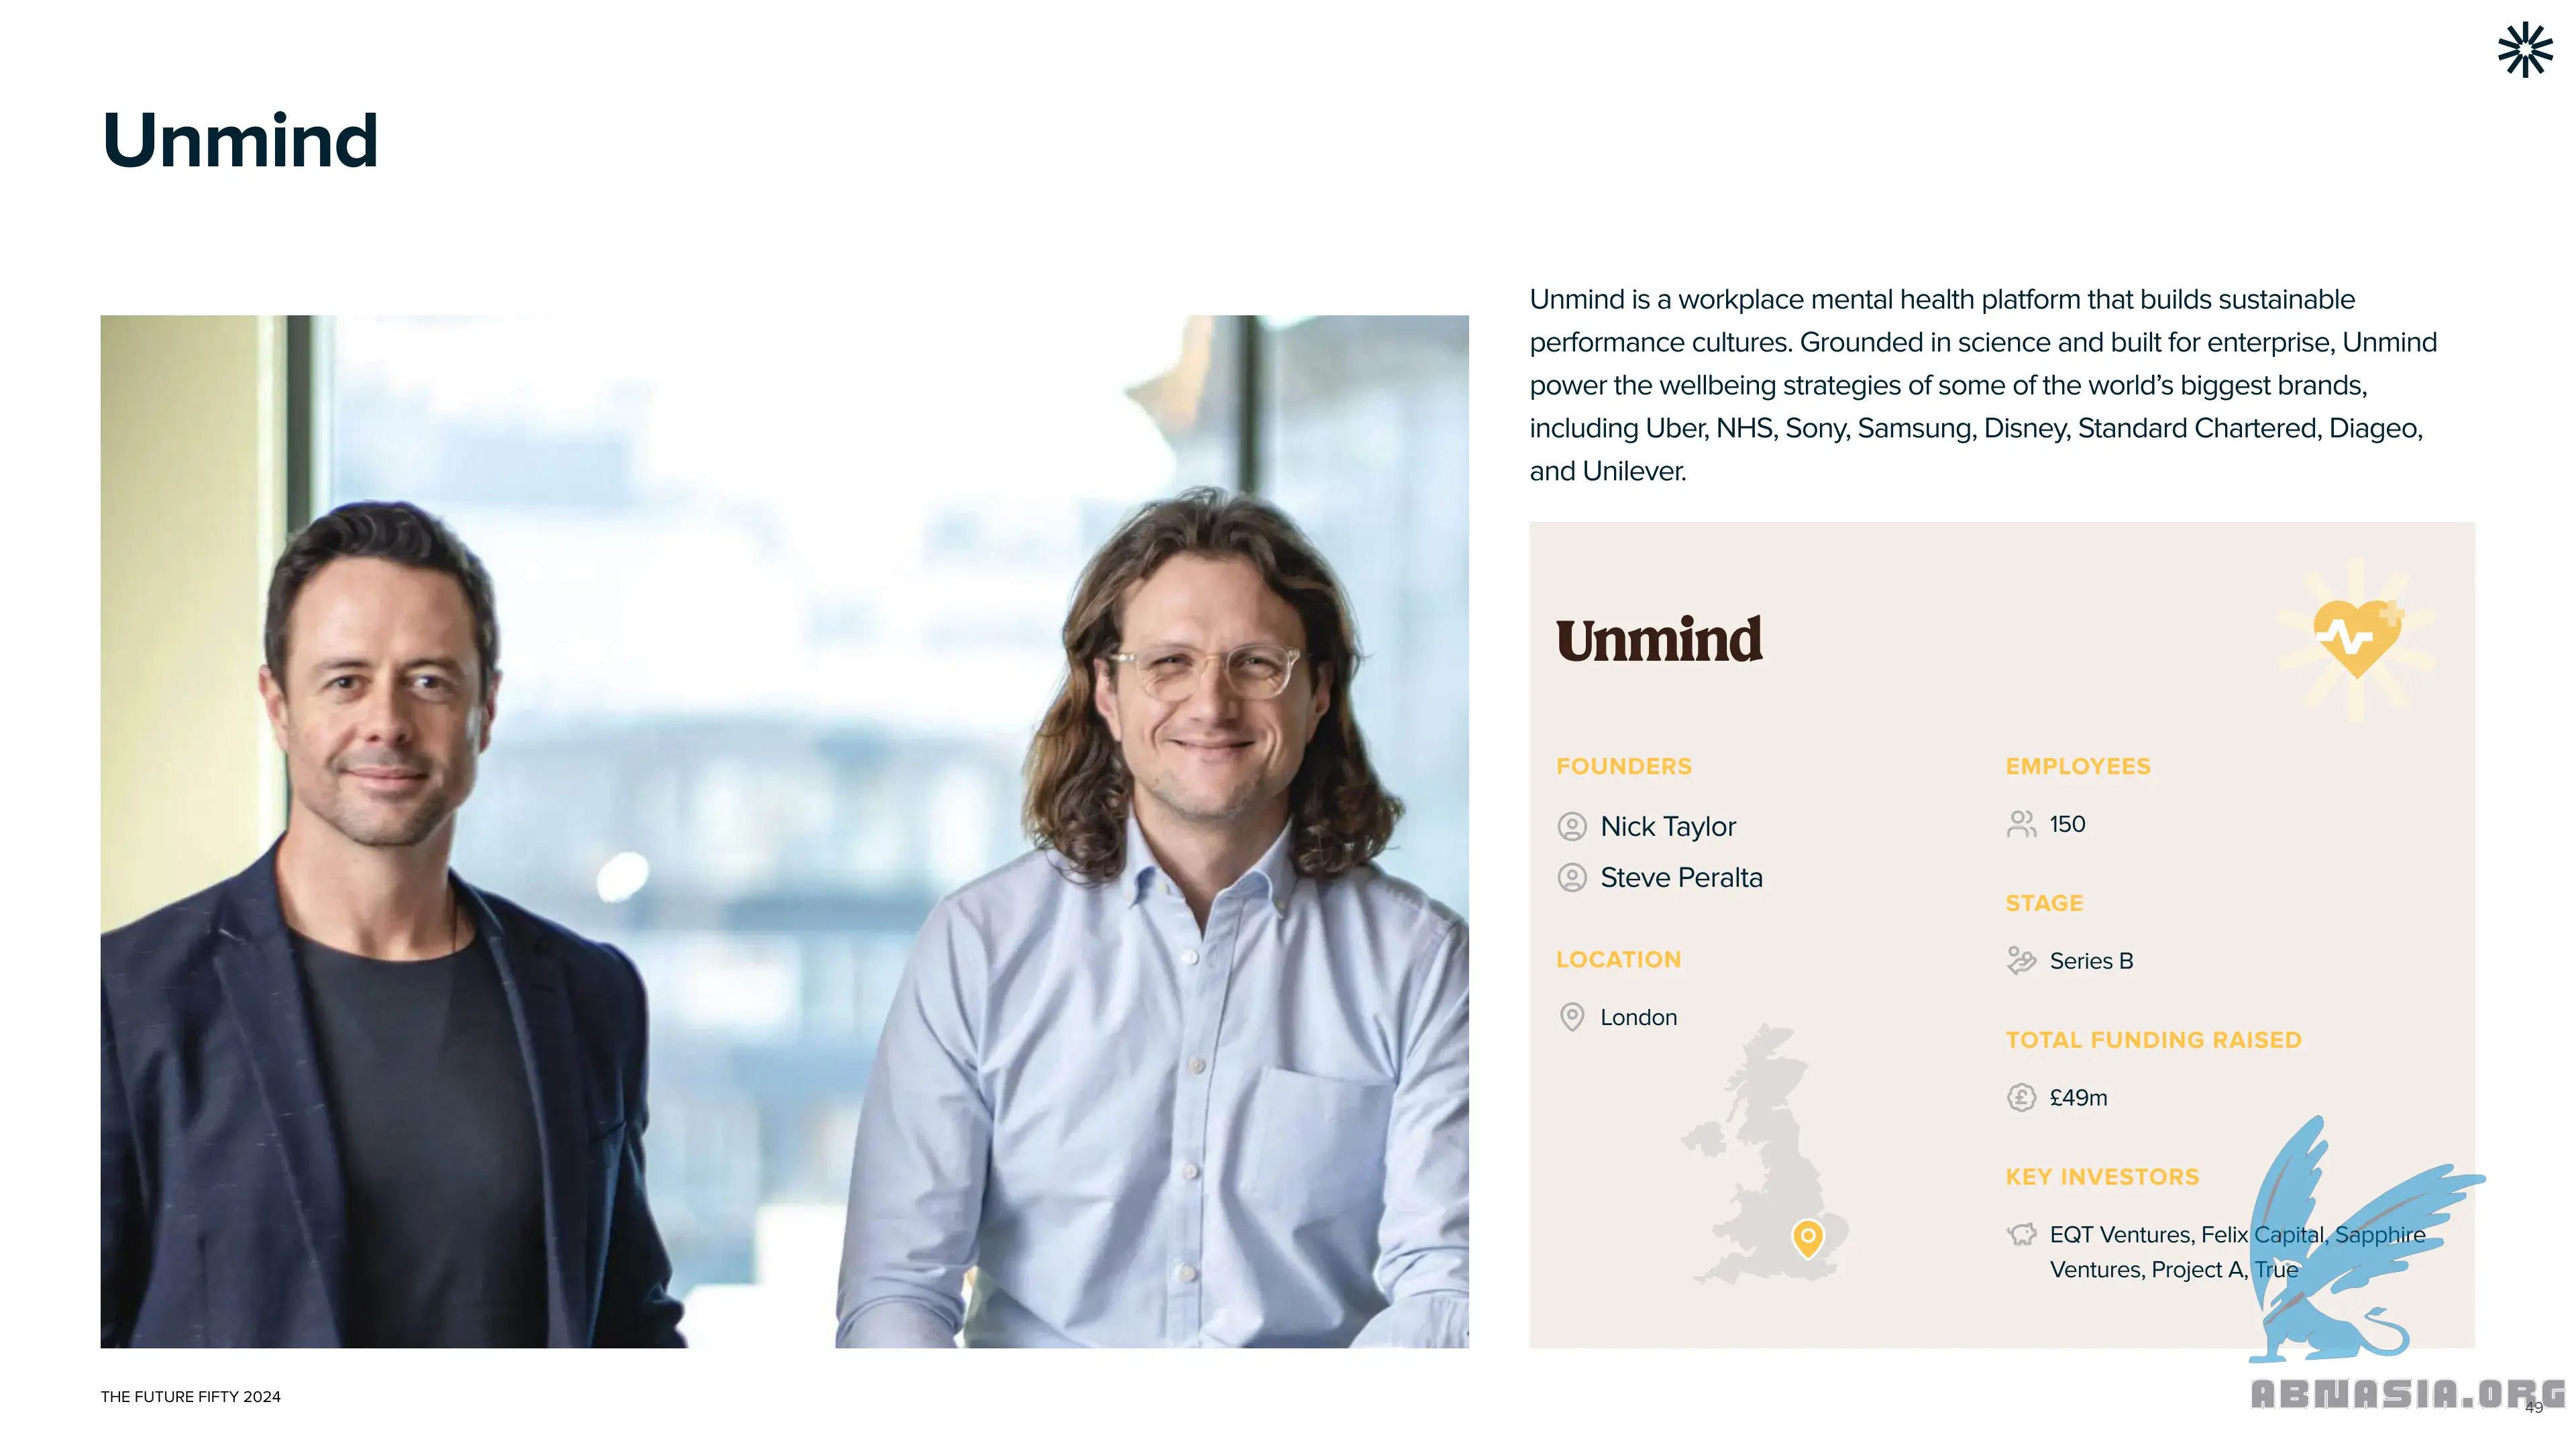 Unmind
Unmind is a workplace mental health platform that builds sustainable
performance cultures. Grounded in science and built for enterprise, Unmind
power the wellbeing strategies of some of the world’s biggest brands,
including Uber, NHS, Sony, Samsung, Disney, Standard Chartered, Diageo,
and Unilever.
Unmind
FOUNDERS
Nick Taylor
Steve Peralta
LOCATION
London
EMPLOYEES
150
STAGE
Series B
TOTAL FUNDING RAISED
£49m
KEY INVESTORS
EQT Ventures, Felix Capital, Sapphire
Ventures, Project A, True
THE FUTURE FIFTY 2024
ABNASIA.ORG
49